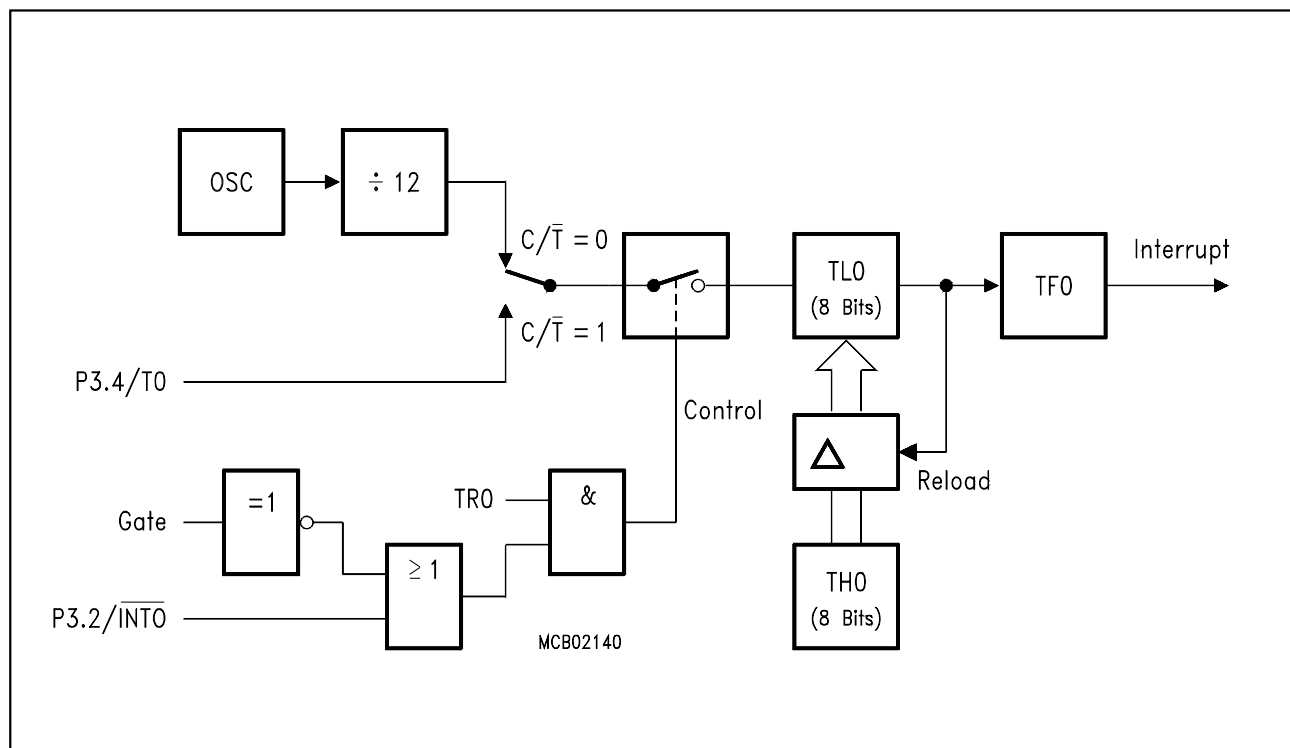 OSC
÷ 12
C/T̅ = 0
C/T̅ = 1
P3.4/T0
TL0
(8 Bits)
TF0
Interrupt
Control
Reload
Gate
=1
TR0
&
≥ 1
P3.2/I̅N̅T̅0̅
TH0
(8 Bits)
MCB02140